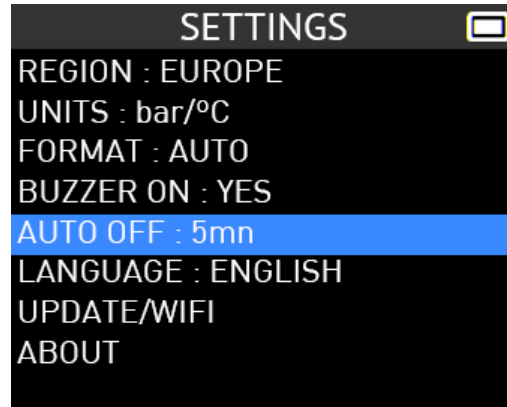 SETTINGS
REGION : EUROPE
UNITS : bar/ºC
FORMAT : AUTO
BUZZER ON : YES
AUTO OFF : 5mn
LANGUAGE : ENGLISH
UPDATE/WIFI
ABOUT